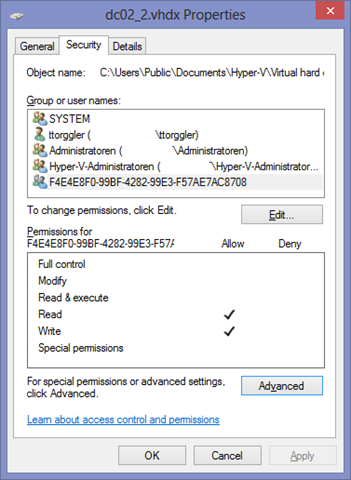 dc02_2.vhdx Properties
General Security Details
Object name: C:\Users\Public\Documents\Hyper-V\Virtual hard
Group or user names:
SYSTEM
ttorggler ( \ttorggler)
Administratoren ( \Administratoren)
Hyper-V-Administratoren ( \Hyper-V-Administrator...
F4E4E8F0-99BF-4282-99E3-F57AE7AC8708
To change permissions, click Edit.
Edit...
Permissions for
F4E4E8F0-99BF-4282-99E3-F57A Allow Deny
Full control
Modify
Read & execute
Read
Write
Special permissions
For special permissions or advanced settings,
click Advanced.
Advanced
Learn about access control and permissions
OK Cancel Apply